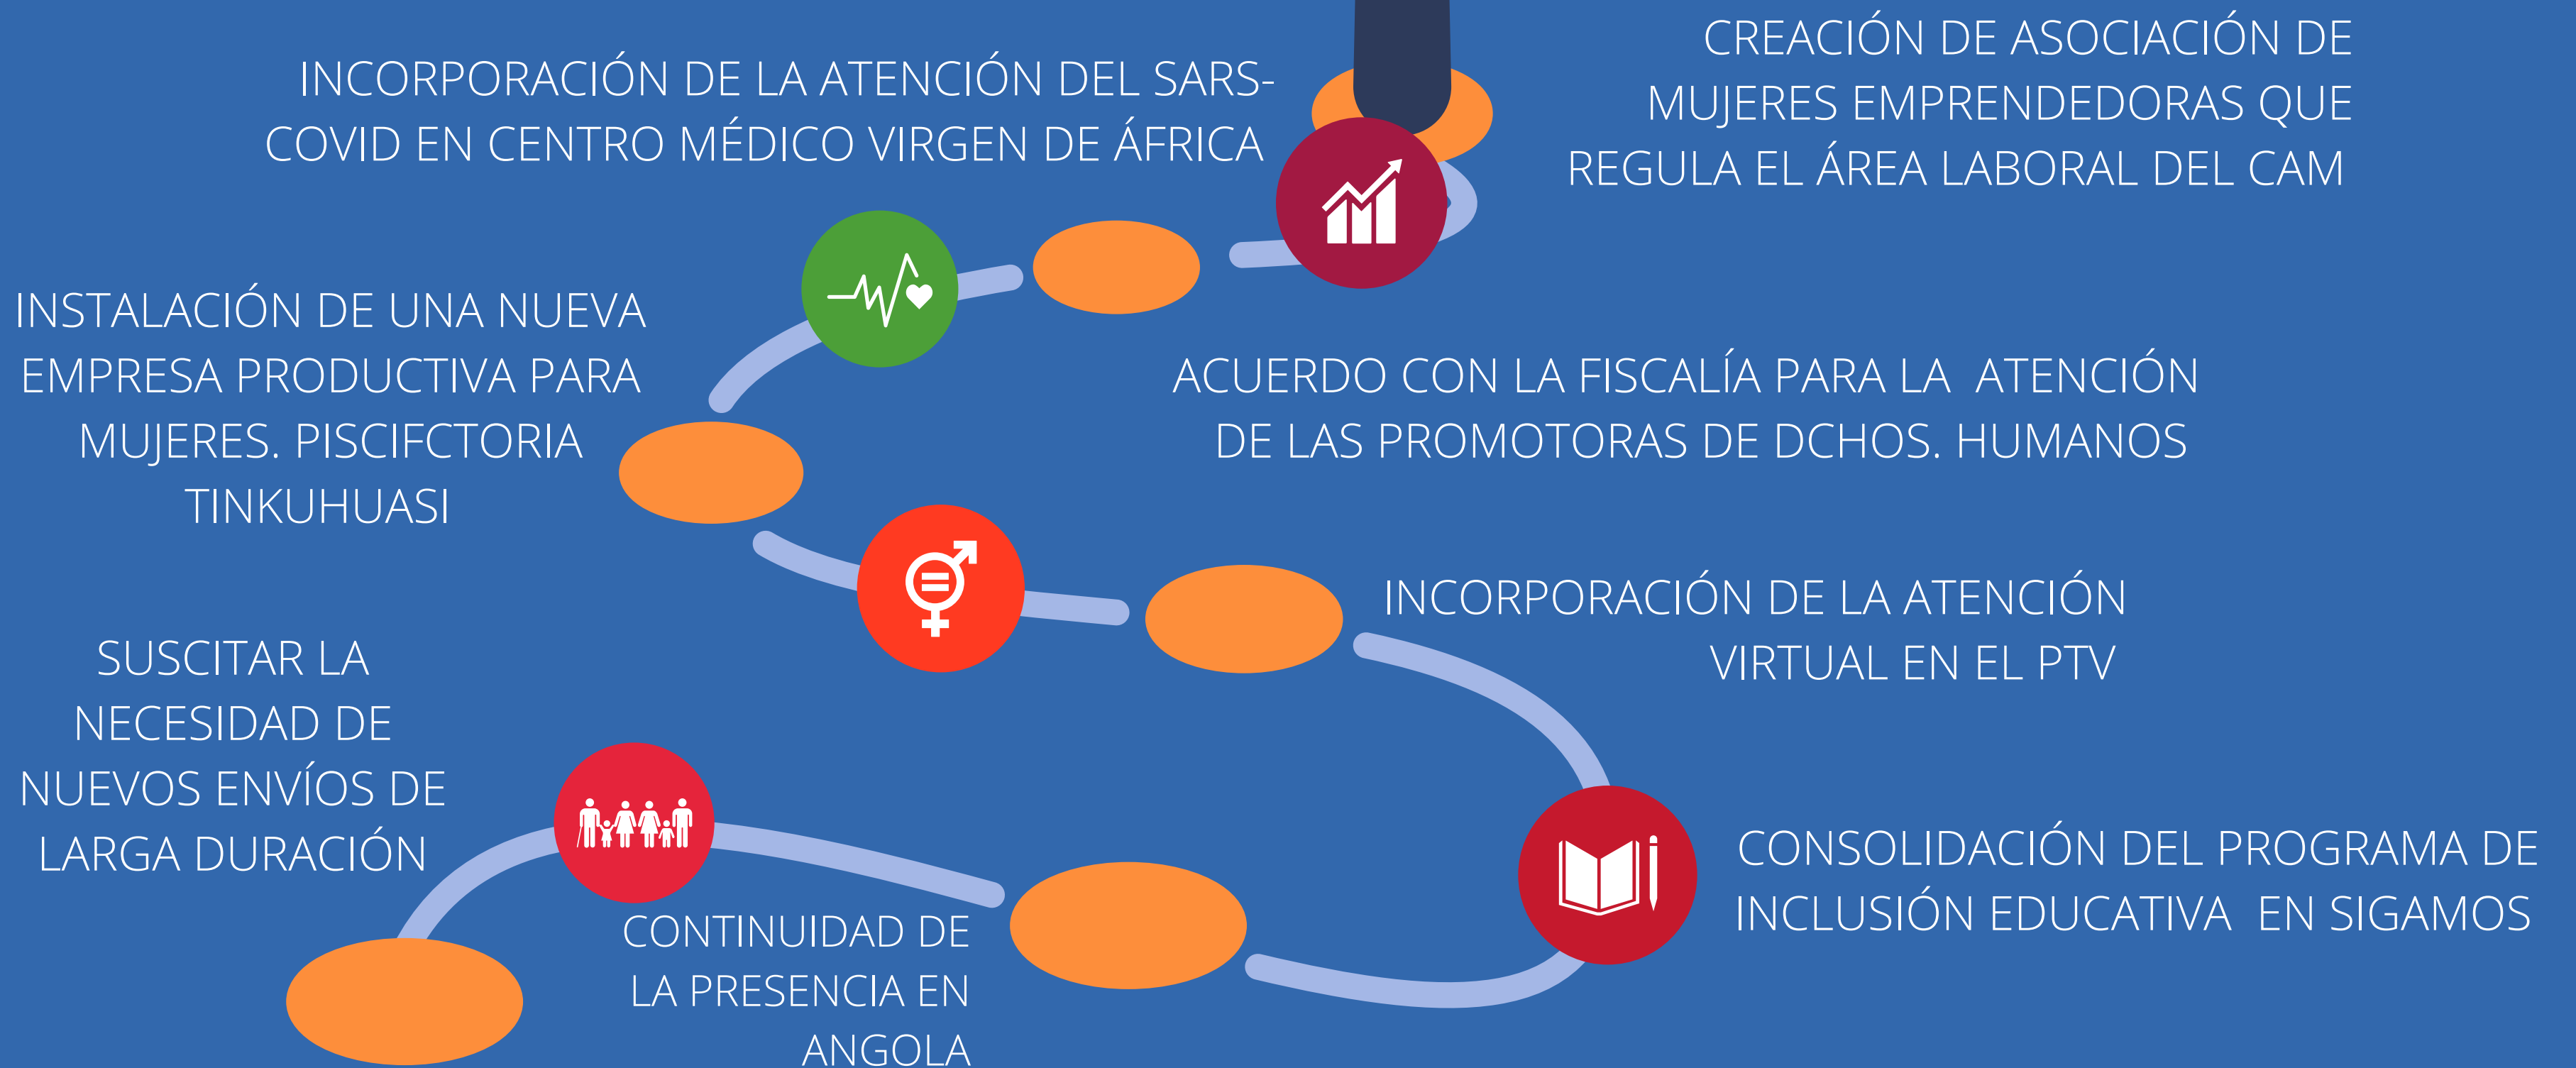 INCORPORACIÓN DE LA ATENCIÓN DEL SARS-
COVID EN CENTRO MÉDICO VIRGEN DE ÁFRICA
CREACIÓN DE ASOCIACIÓN DE
MUJERES EMPRENDEDORAS QUE
REGULA EL ÁREA LABORAL DEL CAM
INSTALACIÓN DE UNA NUEVA
EMPRESA PRODUCTIVA PARA
MUJERES. PISCIFCTORIA
TINKUHUASI
ACUERDO CON LA FISCALÍA PARA LA  ATENCIÓN
DE LAS PROMOTORAS DE DCHOS. HUMANOS
INCORPORACIÓN DE LA ATENCIÓN
VIRTUAL EN EL PTV
SUSCITAR LA
NECESIDAD DE
NUEVOS ENVÍOS DE
LARGA DURACIÓN
CONTINUIDAD DE
LA PRESENCIA EN
ANGOLA
CONSOLIDACIÓN DEL PROGRAMA DE
INCLUSIÓN EDUCATIVA  EN SIGAMOS